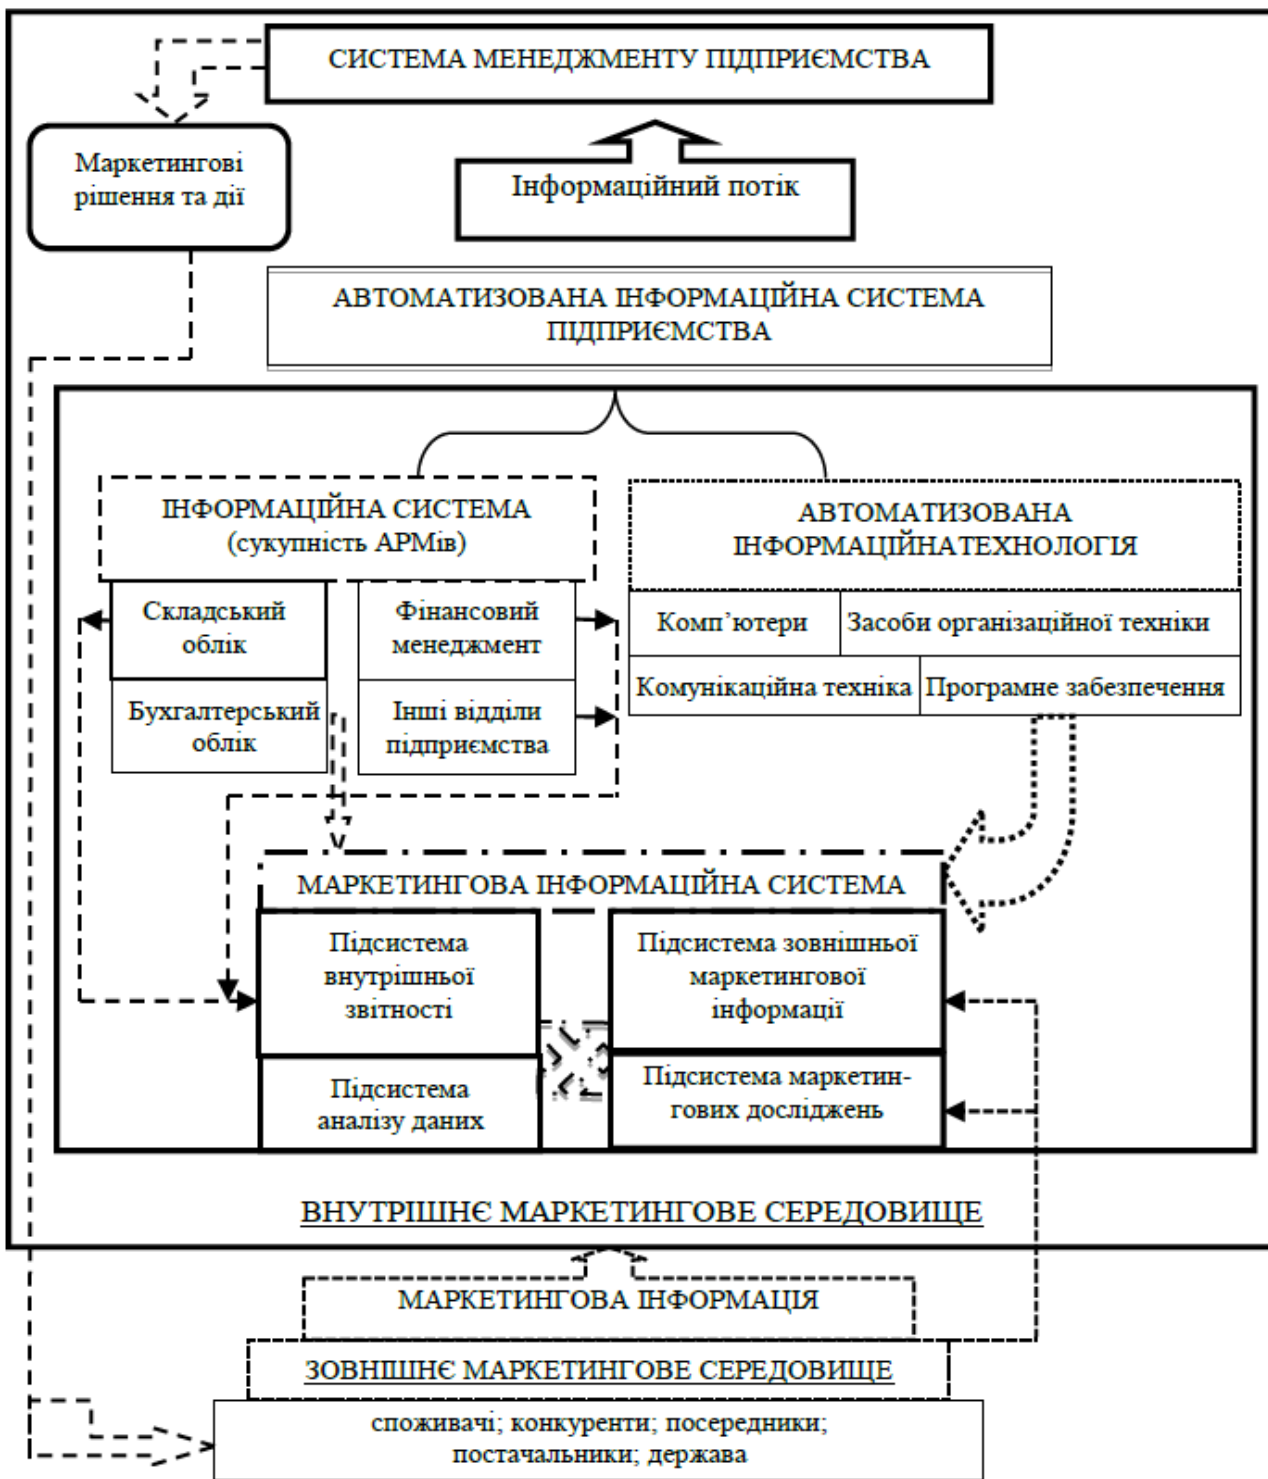 СИСТЕМА МЕНЕДЖМЕНТУ ПІДПРИЄМСТВА
Маркетингові
рішення та дії
Інформаційний потік
АВТОМАТИЗОВАНА ІНФОРМАЦІЙНА СИСТЕМА
ПІДПРИЄМСТВА
ІНФОРМАЦІЙНА СИСТЕМА
(сукупність АРМів)
АВТОМАТИЗОВАНА
ІНФОРМАЦІЙНАТЕХНОЛОГІЯ
Складський
облік
Фінансовий
менеджмент
Комп’ютери
Засоби організаційної техніки
Бухгалтерський
облік
Інші відділи
підприємства
Комунікаційна техніка
Програмне забезпечення
МАРКЕТИНГОВА ІНФОРМАЦІЙНА СИСТЕМА
Підсистема
внутрішньої
звітності
Підсистема зовнішньої
маркетингової
інформації
Підсистема
аналізу даних
Підсистема маркетин-
гових досліджень
ВНУТРІШНЄ МАРКЕТИНГОВЕ СЕРЕДОВИЩЕ
МАРКЕТИНГОВА ІНФОРМАЦІЯ
ЗОВНІШНЄ МАРКЕТИНГОВЕ СЕРЕДОВИЩЕ
споживачі; конкуренти; посередники;
постачальники; держава